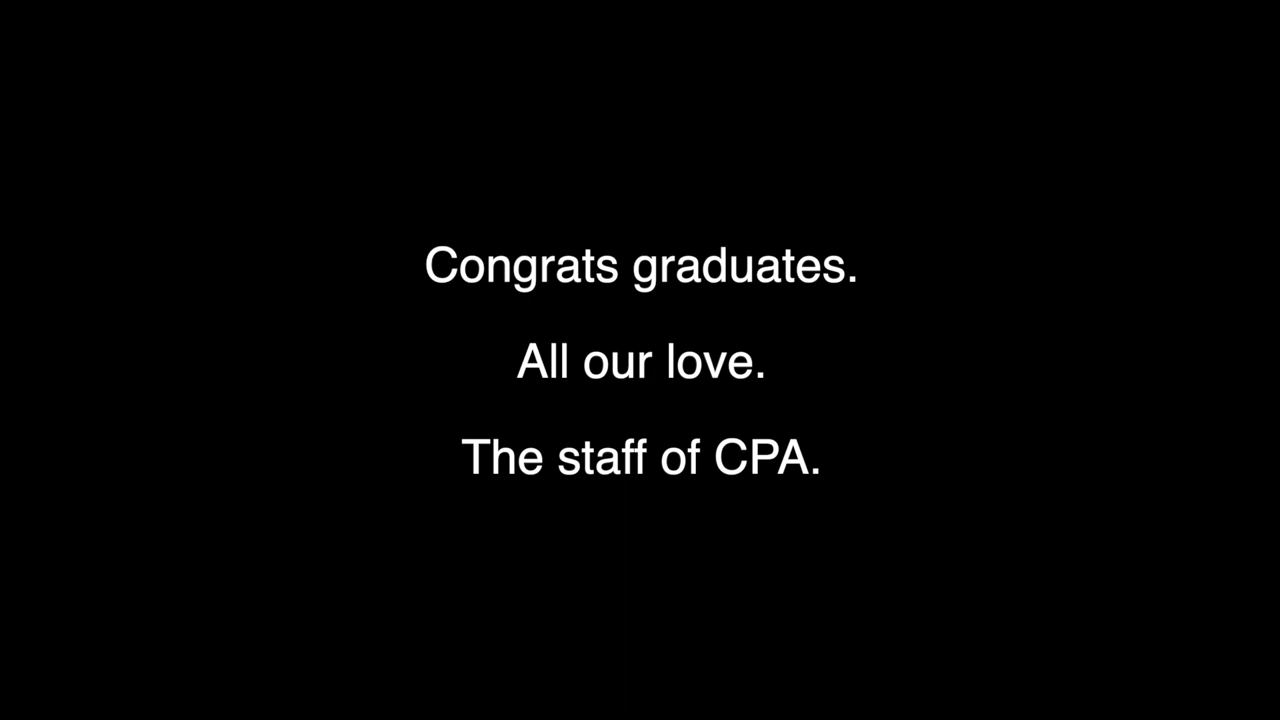 Congrats graduates.
All our love.
The staff of CPA.